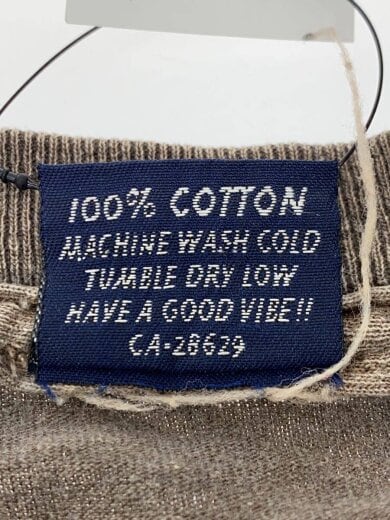 100% COTTON
MACHINE WASH COLD
TUMBLE DRY LOW
HAVE A GOOD VIBE!!
CA•28629